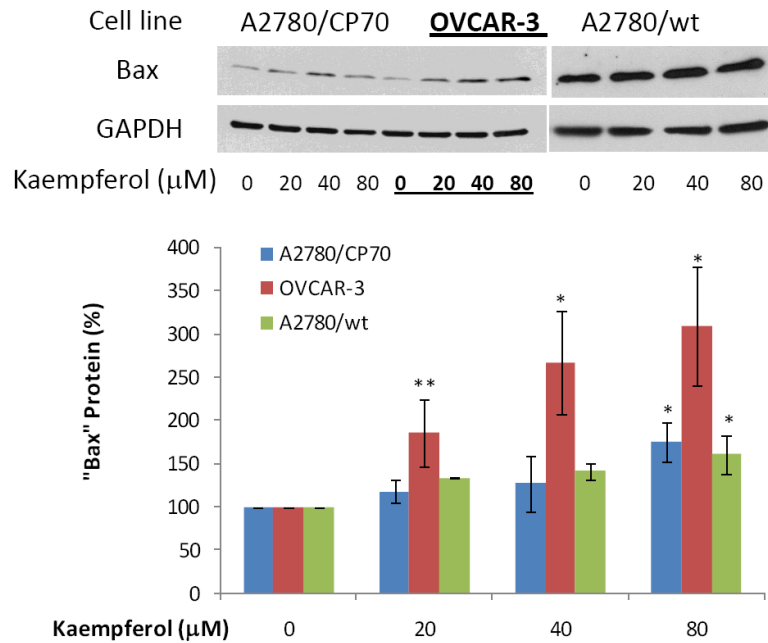 Cell line A2780/CP70 OVCAR-3 A2780/wt
Bax
GAPDH
Kaempferol (μM) 0 20 40 80 0 20 40 80 0 20 40 80
400
350
300
250
200
150
100
50
0
"Bax" Protein (%)
A2780/CP70
OVCAR-3
A2780/wt
**
*
*
*
*
Kaempferol (μM) 0 20 40 80